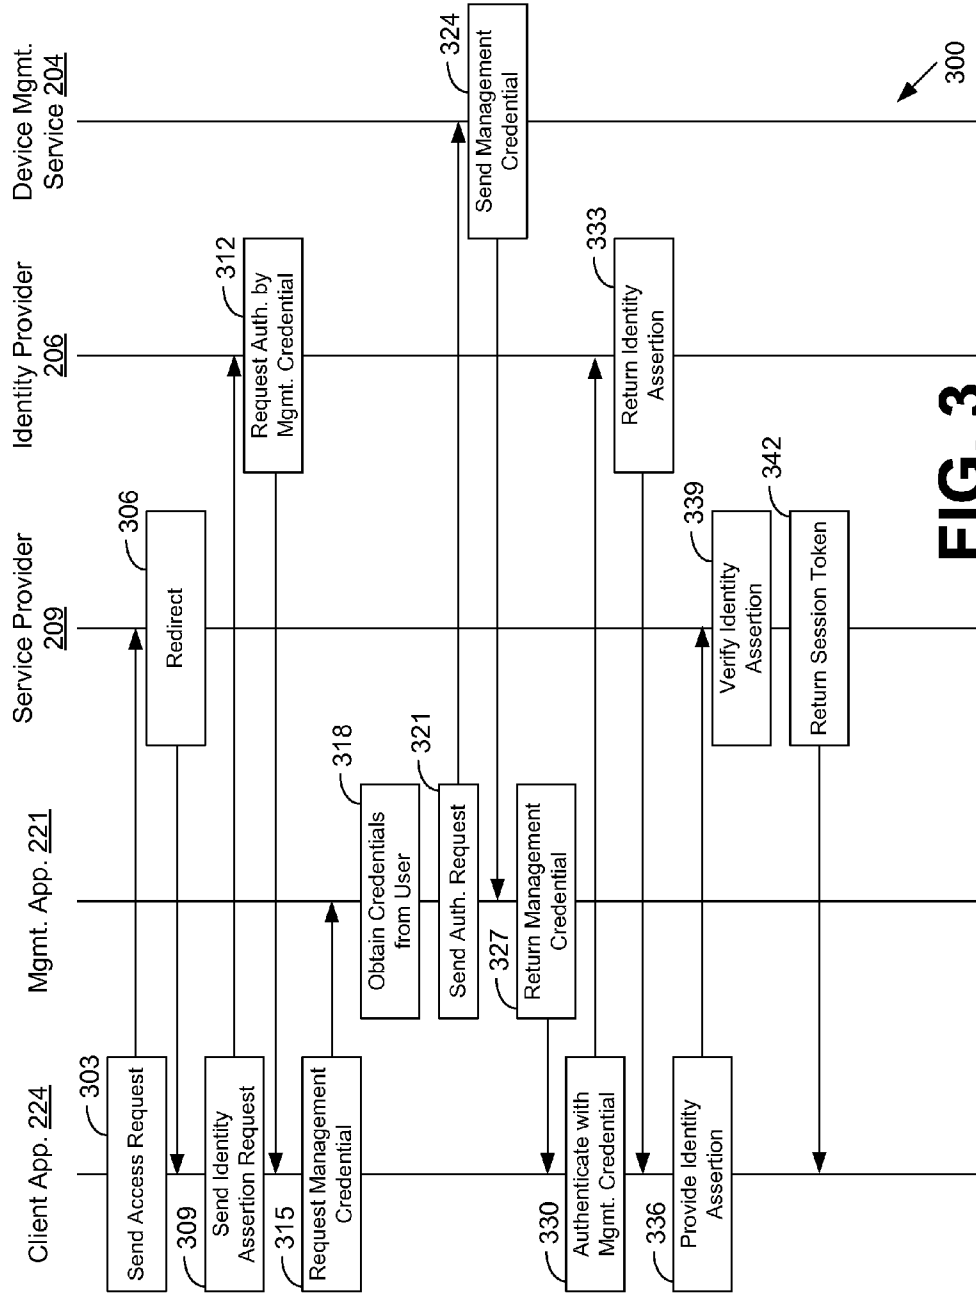 Client App. 224
Mgmt. App. 221
Service Provider
209
Identity Provider
206
Device Mgmt.
Service 204
303
Send Access Request
306
Redirect
309
Send Identity
Assertion Request
312
Request Auth. by
Mgmt. Credential
315
Request Management
Credential
318
Obtain Credentials
from User
321
Send Auth. Request
324
Send Management
Credential
327
Return Management
Credential
330
Authenticate with
Mgmt. Credential
333
Return Identity
Assertion
336
Provide Identity
Assertion
339
Verify Identity
Assertion
342
Return Session Token
300
FIG. 3